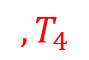 , T₄